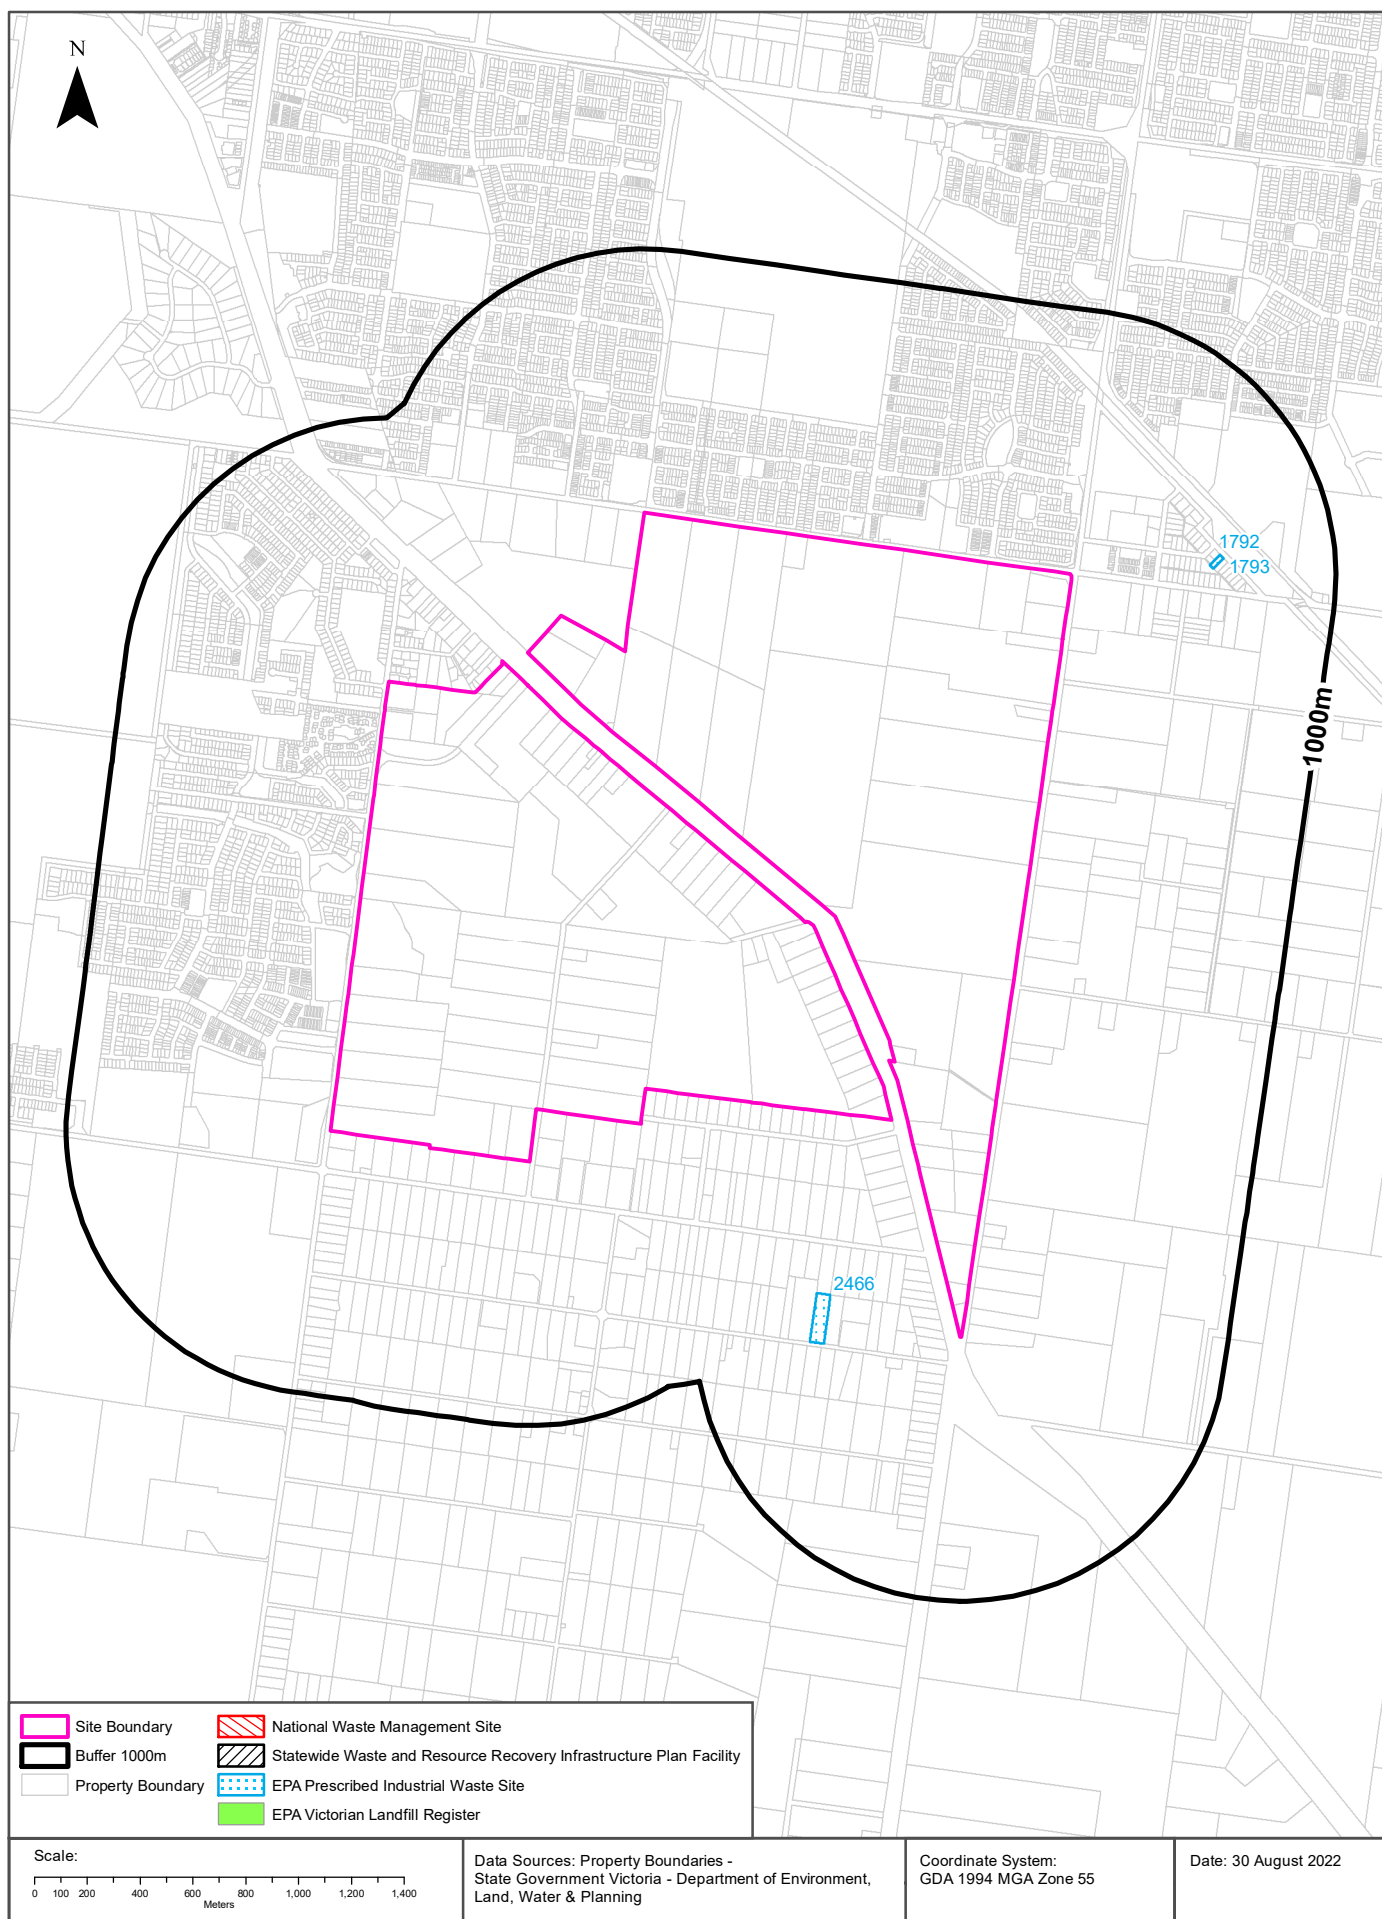 N
1792
1793
1000m
2466
Site Boundary
Buffer 1000m
Property Boundary
National Waste Management Site
Statewide Waste and Resource Recovery Infrastructure Plan Facility
EPA Prescribed Industrial Waste Site
EPA Victorian Landfill Register
Scale:
0 100 200 400 600 800 1,000 1,200 1,400
Meters
Data Sources: Property Boundaries -
State Government Victoria - Department of Environment,
Land, Water & Planning
Coordinate System:
GDA 1994 MGA Zone 55
Date: 30 August 2022